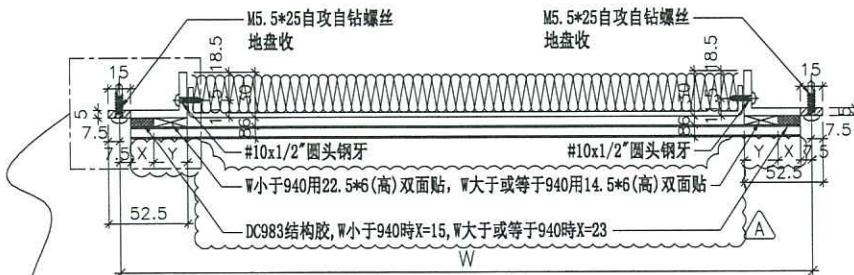 M5.5*25自攻自钻螺丝
地盘收
M5.5*25自攻自钻螺丝
地盘收
15
18.5
18.5
15
30
30
5
7.5
86
86
7.5
7.5
X
Y
#10x1/2"圆头钢牙
#10x1/2"圆头钢牙
Y
X
7.5
52.5
W小于940用22.5*6(高)双面贴，W大于或等于940用14.5*6(高)双面贴
52.5
DC983结构胶,W小于940時X=15,W大于或等于940時X=23
A
W